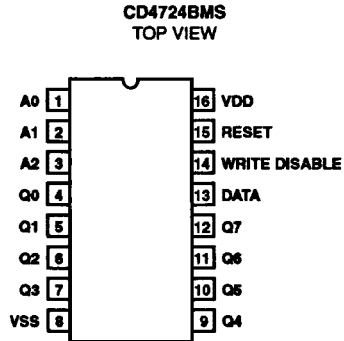 CD4724BMS
TOP VIEW
A0 1 16 VDD
A1 2 15 RESET
A2 3 14 WRITE DISABLE
Q0 4 13 DATA
Q1 5 12 Q7
Q2 6 11 Q6
Q3 7 10 Q5
VSS 8 9 Q4